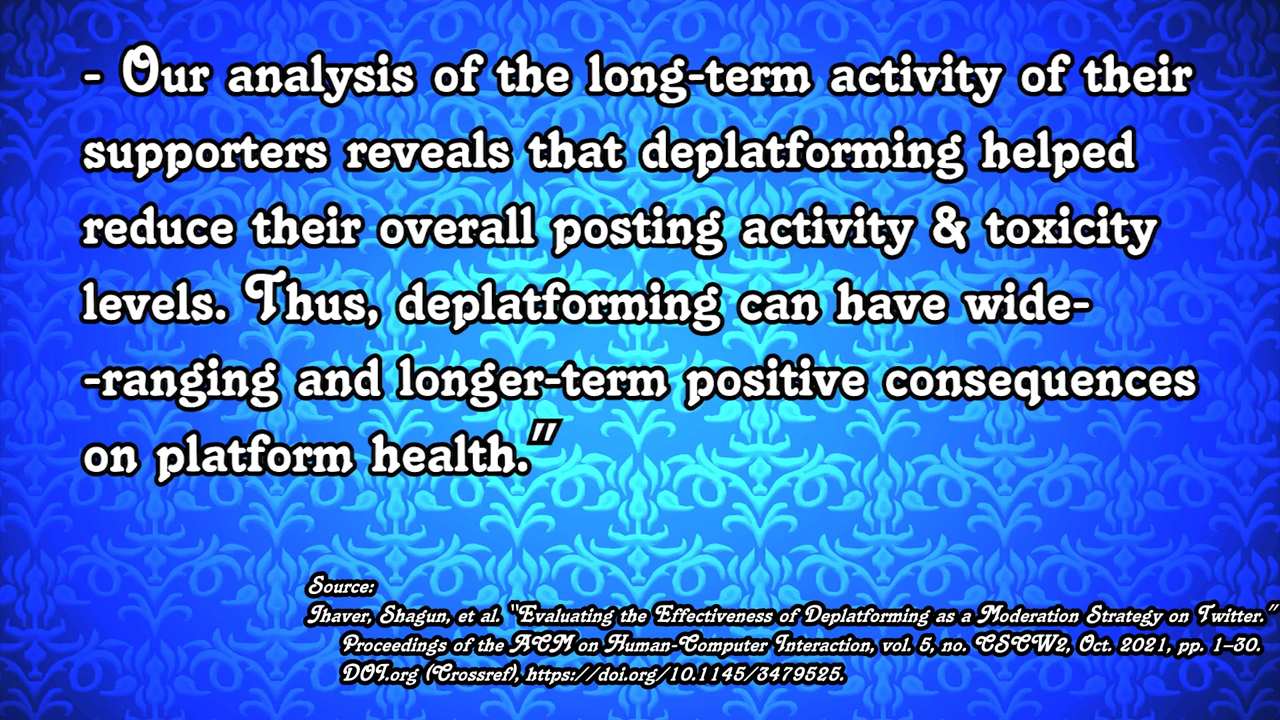 - Our analysis of the long-term activity of their
supporters reveals that deplatforming helped
reduce their overall posting activity & toxicity
levels. Thus, deplatforming can have wide-
-ranging and longer-term positive consequences
on platform health."
Source:
Jhaver, Shagun, et al. "Evaluating the Effectiveness of Deplatforming as a Moderation Strategy on Twitter."
Proceedings of the ACM on Human-Computer Interaction, vol. 5, no. CSCW2, Oct. 2021, pp. 1–30.
DOI.org (Crossref), https://doi.org/10.1145/3479525.